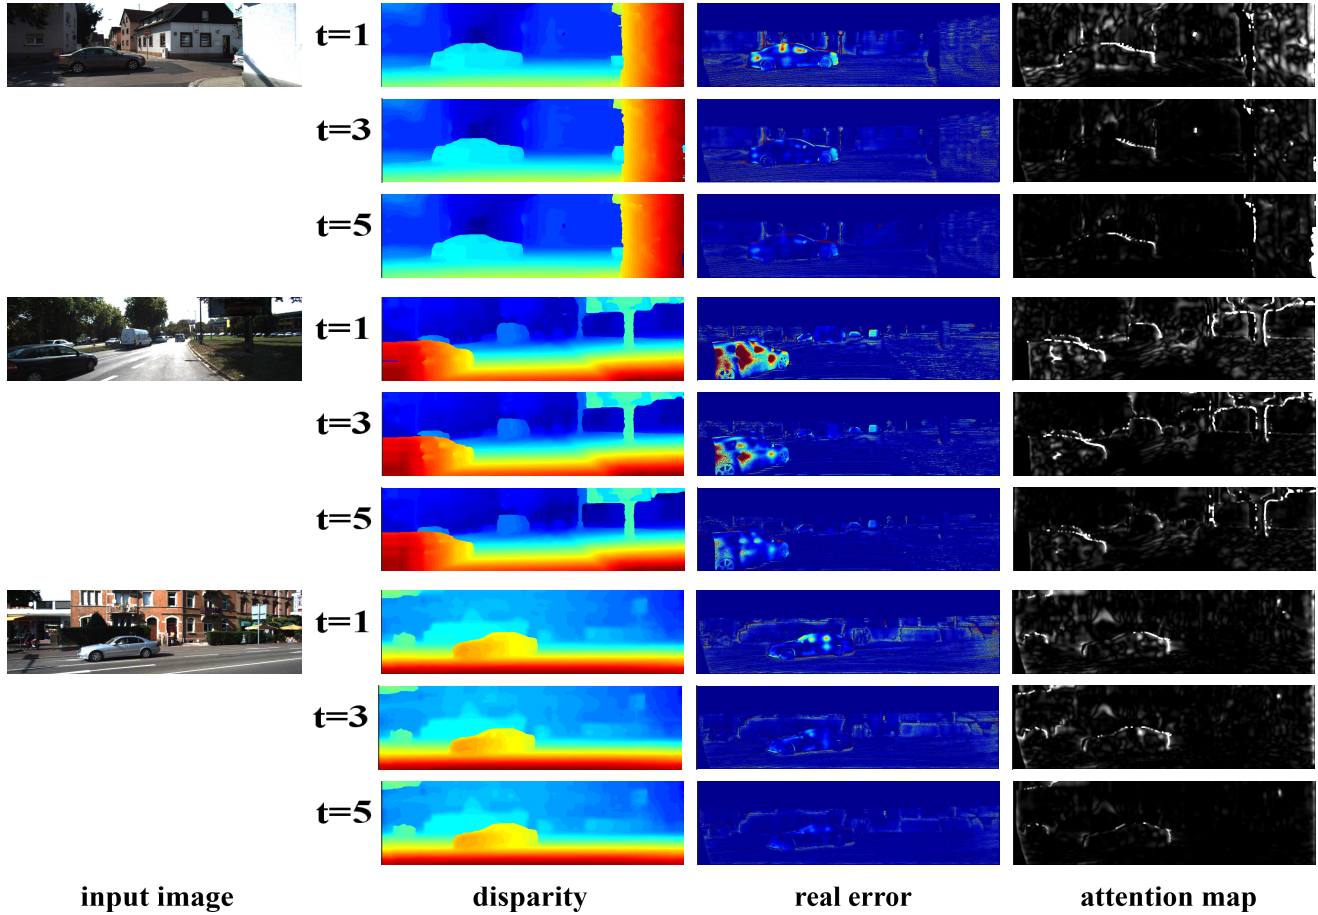 t=1
t=3
t=5
t=1
t=3
t=5
t=1
t=3
t=5
input image disparity real error attention map